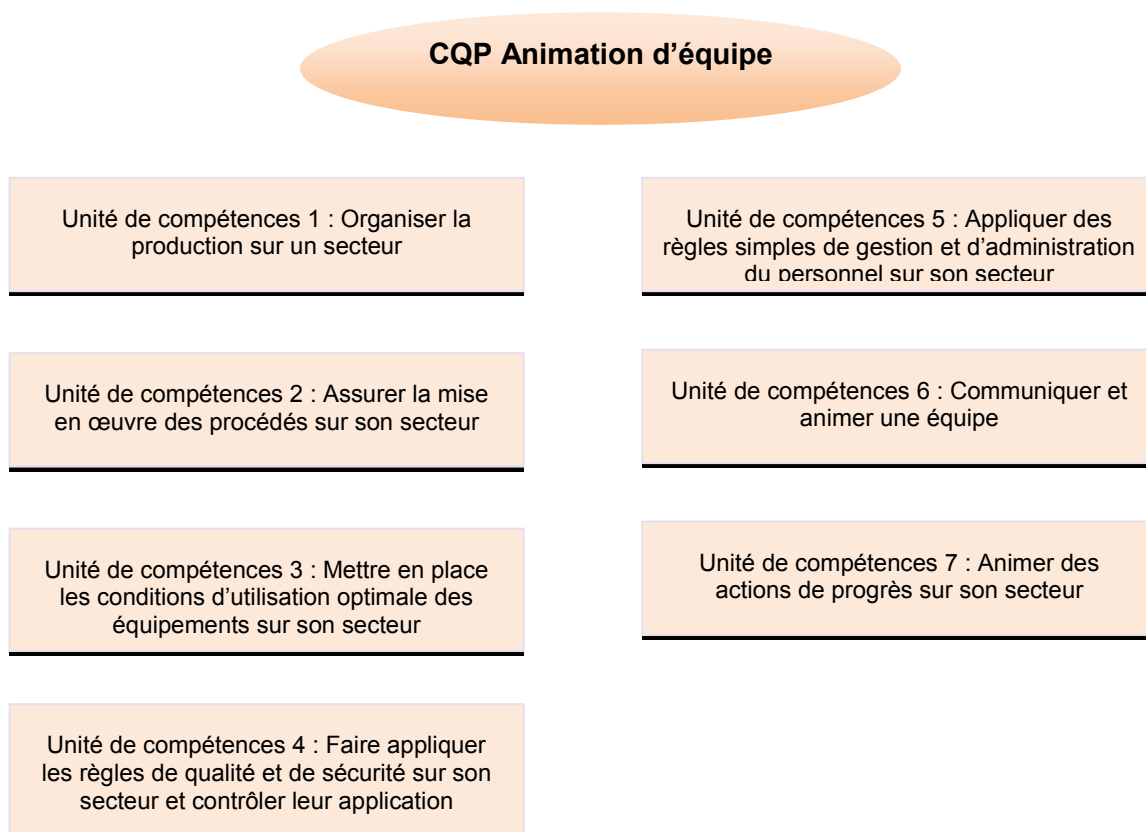 CQP Animation d’équipe
Unité de compétences 1 : Organiser la
production sur un secteur
Unité de compétences 2 : Assurer la mise
en œuvre des procédés sur son secteur
Unité de compétences 3 : Mettre en place
les conditions d’utilisation optimale des
équipements sur son secteur
Unité de compétences 4 : Faire appliquer
les règles de qualité et de sécurité sur son
secteur et contrôler leur application
Unité de compétences 5 : Appliquer des
règles simples de gestion et d’administration
du personnel sur son secteur
Unité de compétences 6 : Communiquer et
animer une équipe
Unité de compétences 7 : Animer des
actions de progrès sur son secteur